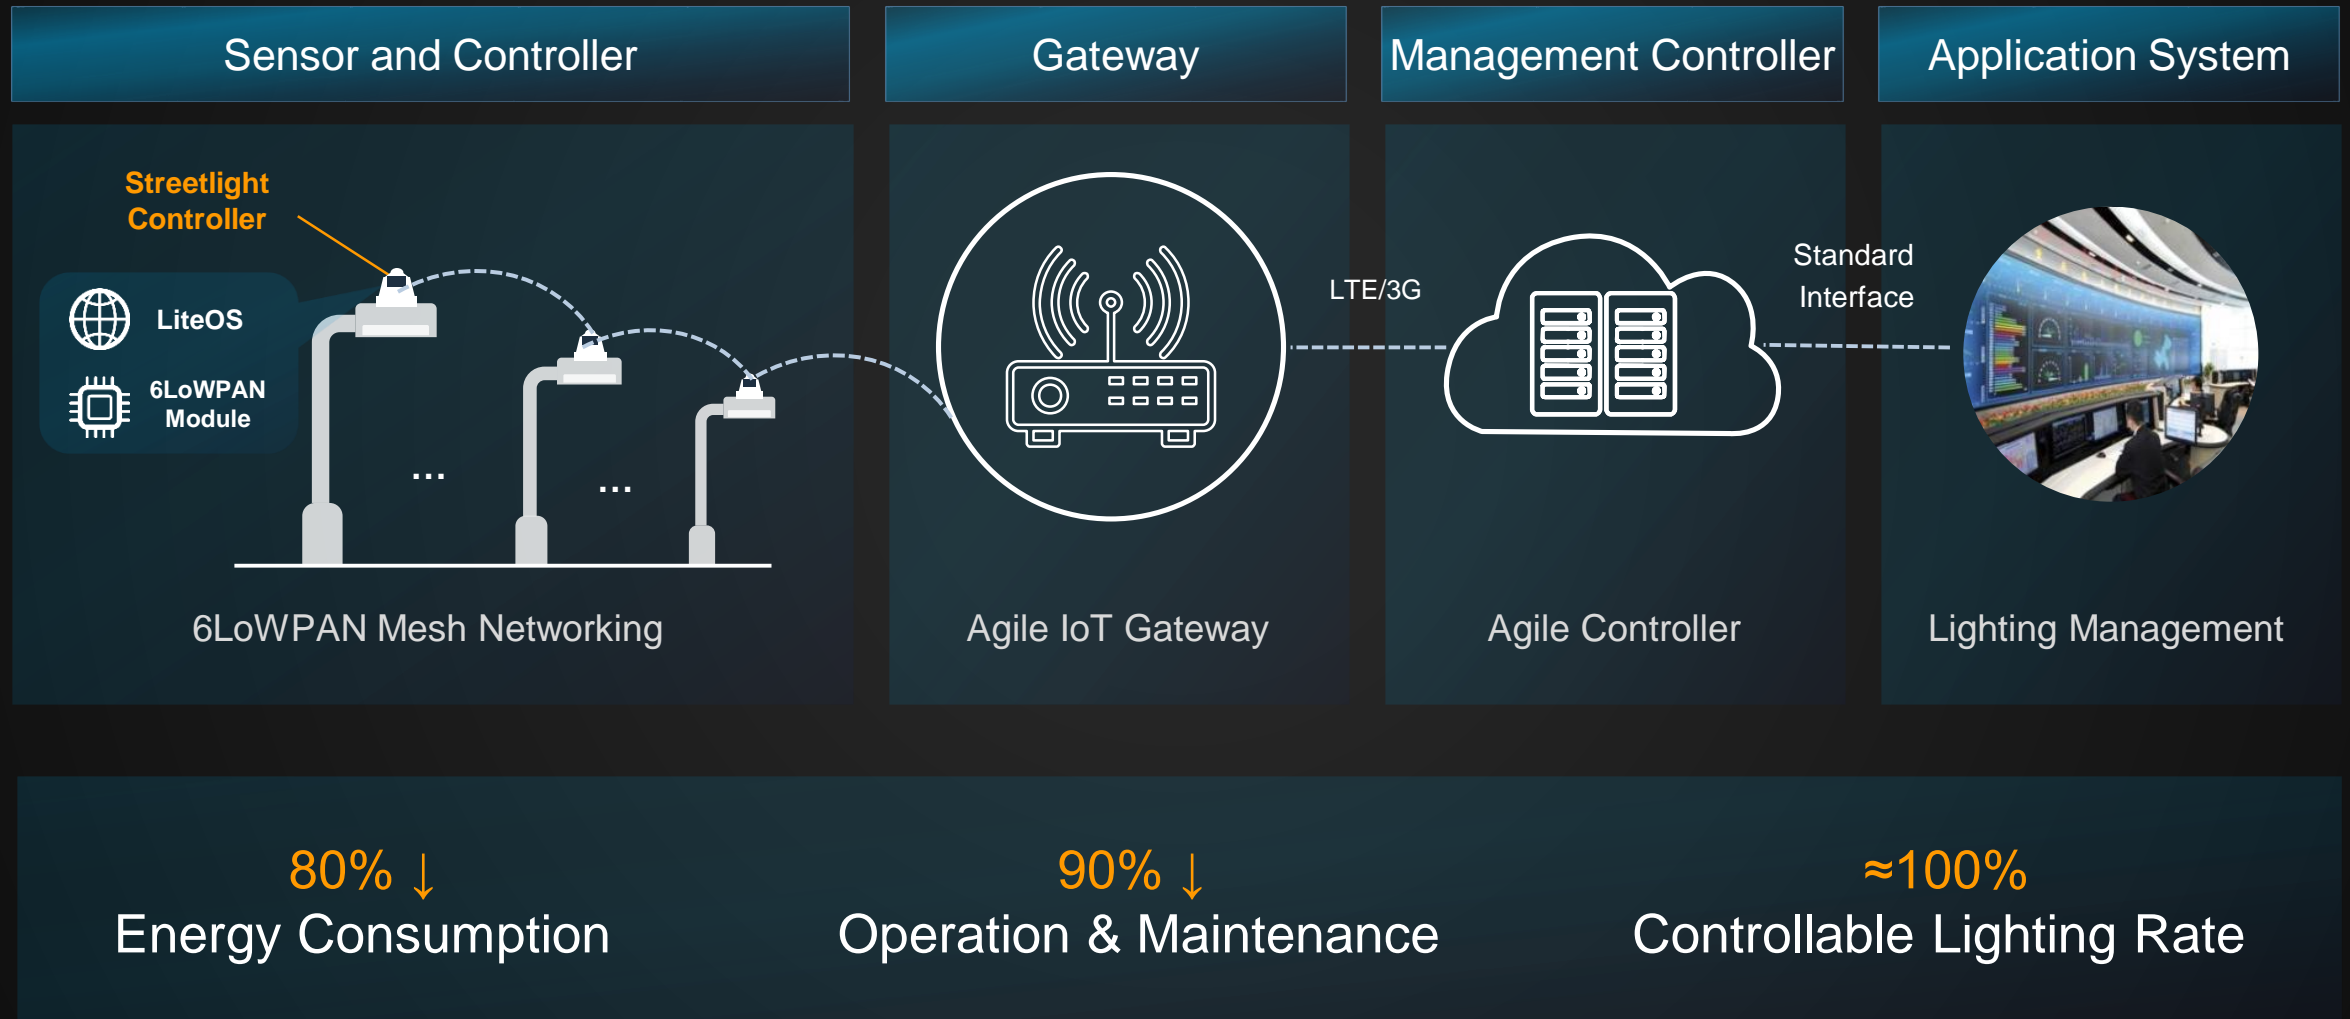 Sensor and Controller
Gateway
Management Controller
Application System
Streetlight
Controller
LiteOS
6LoWPAN
Module
...
...
6LoWPAN Mesh Networking
Agile IoT Gateway
LTE/3G
Agile Controller
Standard
Interface
Lighting Management
80% ↓
Energy Consumption
90% ↓
Operation & Maintenance
≈100%
Controllable Lighting Rate